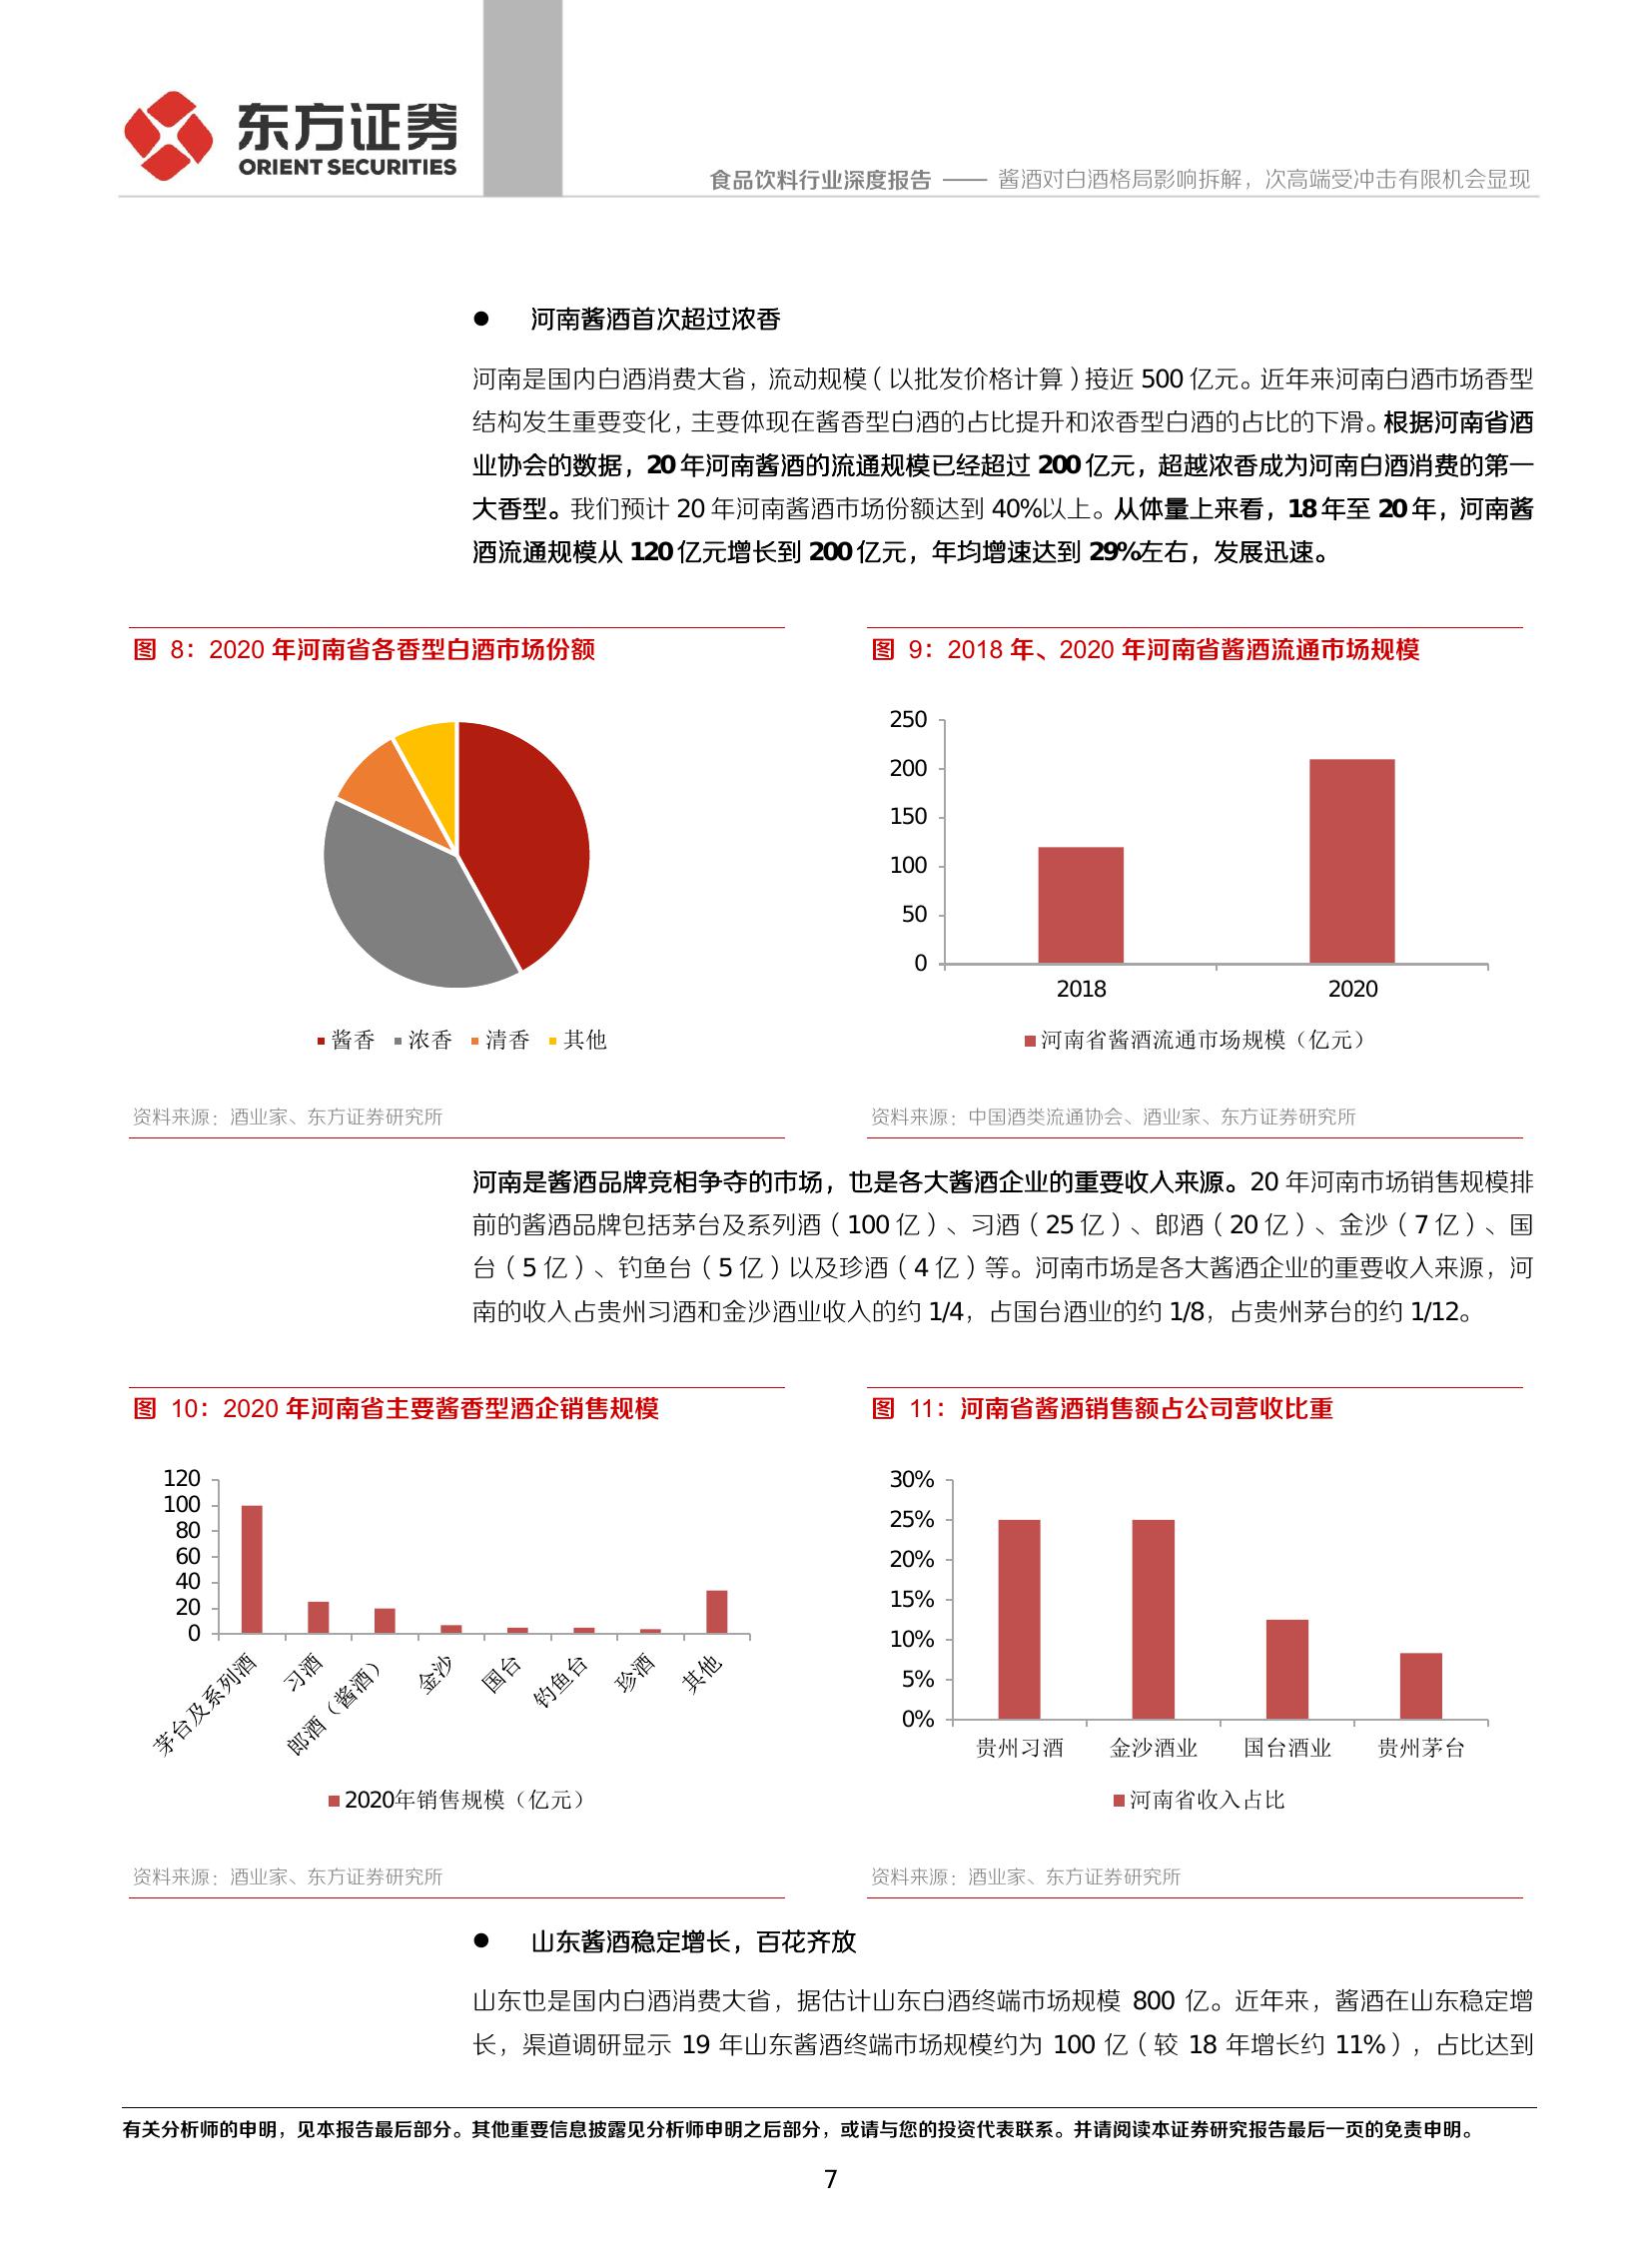 东方证券
ORIENT SECURITIES
食品饮料行业深度报告 —— 酱酒对白酒格局影响拆解，次高端受冲击有限机会显现
● 河南酱酒首次超过浓香
河南是国内白酒消费大省，流动规模（以批发价格计算）接近 500 亿元。近年来河南白酒市场香型
结构发生重要变化，主要体现在酱香型白酒的占比提升和浓香型白酒的占比的下滑。根据河南省酒
业协会的数据，20 年河南酱酒的流通规模已经超过 200 亿元，超越浓香成为河南白酒消费的第一
大香型。我们预计 20 年河南酱酒市场份额达到 40%以上。从体量上来看，18 年至 20 年，河南酱
酒流通规模从 120 亿元增长到 200 亿元，年均增速达到 29%左右，发展迅速。
图 8：2020 年河南省各香型白酒市场份额
酱香 浓香 清香 其他
资料来源：酒业家、东方证券研究所
图 9：2018 年、2020 年河南省酱酒流通市场规模
250
200
150
100
50
0
2018 2020
河南省酱酒流通市场规模（亿元）
资料来源：中国酒类流通协会、酒业家、东方证券研究所
河南是酱酒品牌竞相争夺的市场，也是各大酱酒企业的重要收入来源。20 年河南市场销售规模排
前的酱酒品牌包括茅台及系列酒（100 亿）、习酒（25 亿）、郎酒（20 亿）、金沙（7 亿）、国
台（5 亿）、钓鱼台（5 亿）以及珍酒（4 亿）等。河南市场是各大酱酒企业的重要收入来源，河
南的收入占贵州习酒和金沙酒业收入的约 1/4，占国台酒业的约 1/8，占贵州茅台的约 1/12。
图 10：2020 年河南省主要酱香型酒企销售规模
120
100
80
60
40
20
0
茅台及系列酒 习酒 郎酒（酱酒） 金沙 国台 钓鱼台 珍酒 其他
2020年销售规模（亿元）
资料来源：酒业家、东方证券研究所
图 11：河南省酱酒销售额占公司营收比重
30%
25%
20%
15%
10%
5%
0%
贵州习酒 金沙酒业 国台酒业 贵州茅台
河南省收入占比
资料来源：酒业家、东方证券研究所
● 山东酱酒稳定增长，百花齐放
山东也是国内白酒消费大省，据估计山东白酒终端市场规模 800 亿。近年来，酱酒在山东稳定增
长，渠道调研显示 19 年山东酱酒终端市场规模约为 100 亿（较 18 年增长约 11%），占比达到
有关分析师的申明，见本报告最后部分。其他重要信息披露见分析师申明之后部分，或请与您的投资代表联系。并请阅读本证券研究报告最后一页的免责申明。
7